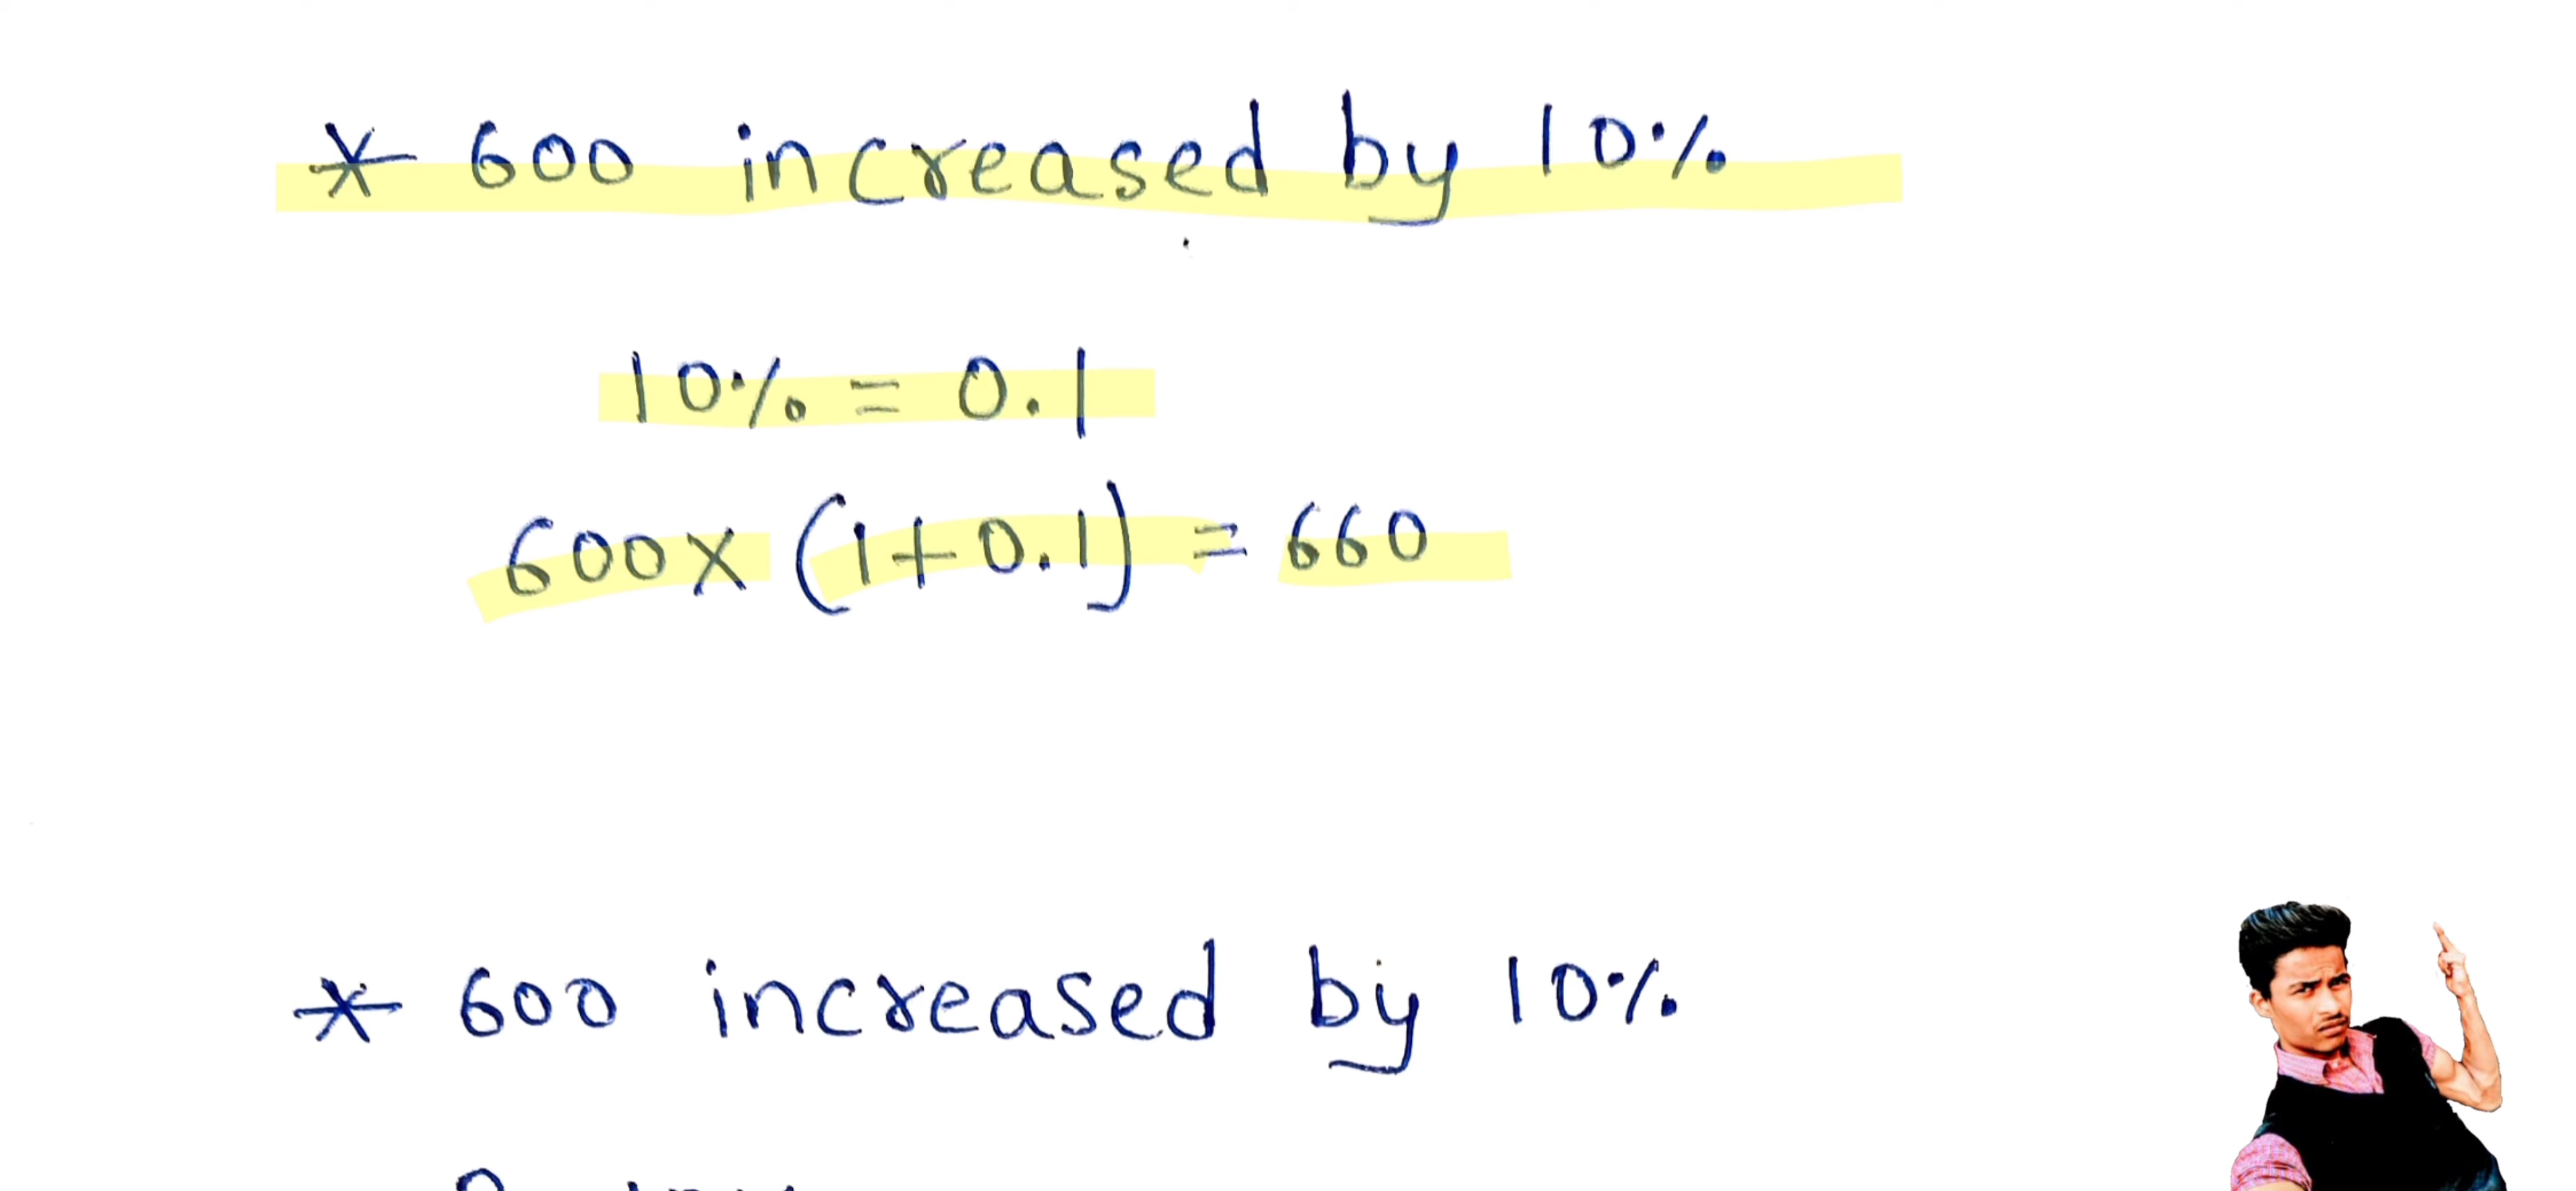 * 600 increased by 10%
10% = 0.1
600 x (1+0.1) = 660
* 600 increased by 10%